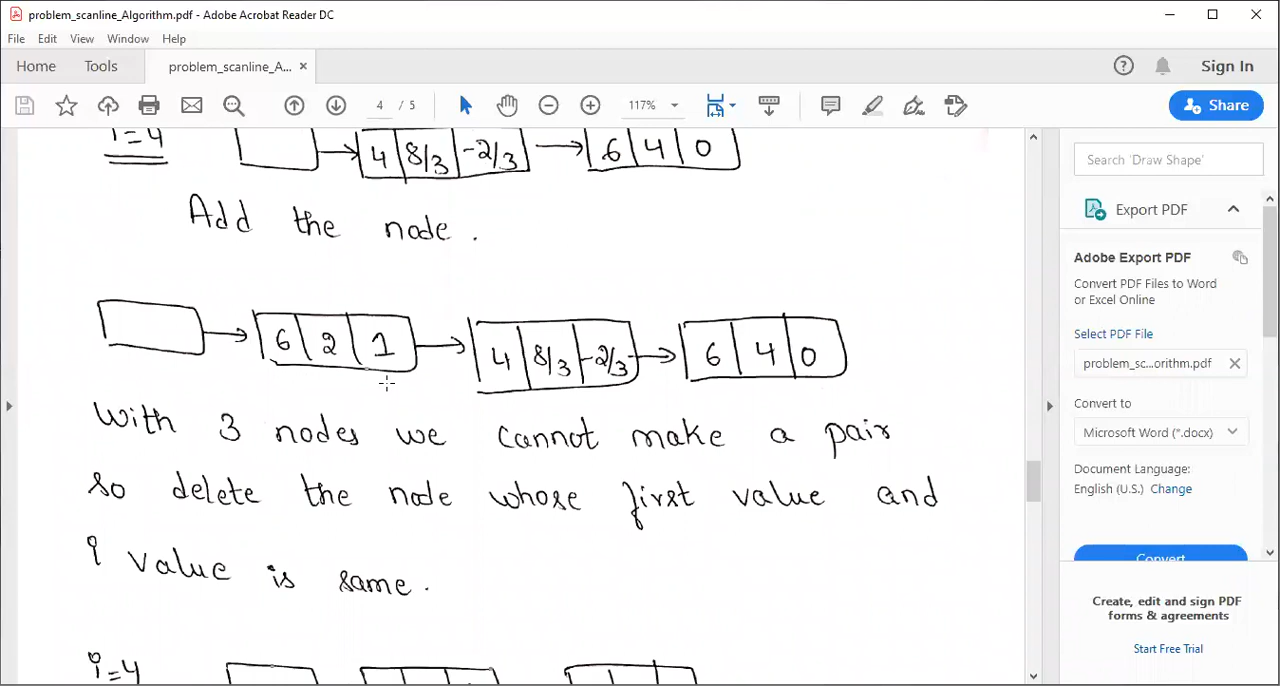 problem_scanline_Algorithm.pdf - Adobe Acrobat Reader DC
File Edit View Window Help
Home Tools problem_scanline_A... × Sign In
4 / 5 117% Share
i=4 4 8/3 -2/3 6 4 0
Add the node.
6 2 1 4 8/3 -2/3 6 4 0
With 3 nodes we cannot make a pair
so delete the node whose first value and
i value is same.
i=4
Search 'Draw Shape'
Export PDF
Adobe Export PDF
Convert PDF Files to Word
or Excel Online
Select PDF File
problem_sc...orithm.pdf
Convert to
Microsoft Word (*.docx)
Document Language:
English (U.S.) Change
Convert
Create, edit and sign PDF
forms & agreements
Start Free Trial